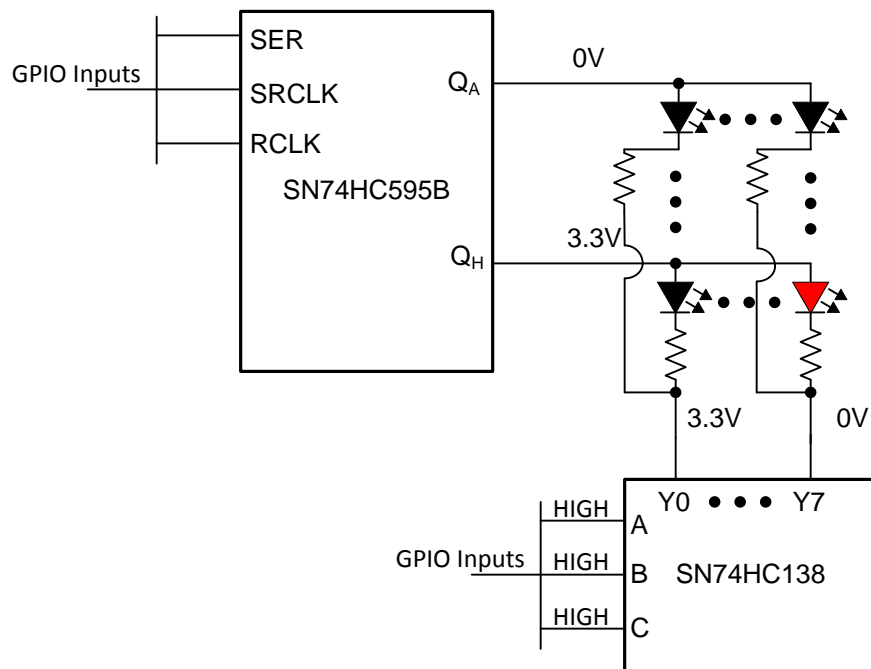 SER
0V
GPIO Inputs
SRCLK
QA
RCLK
SN74HC595B
3.3V
QH
3.3V
0V
HIGH
Y0
Y7
A
GPIO Inputs
HIGH
B
SN74HC138
HIGH
C